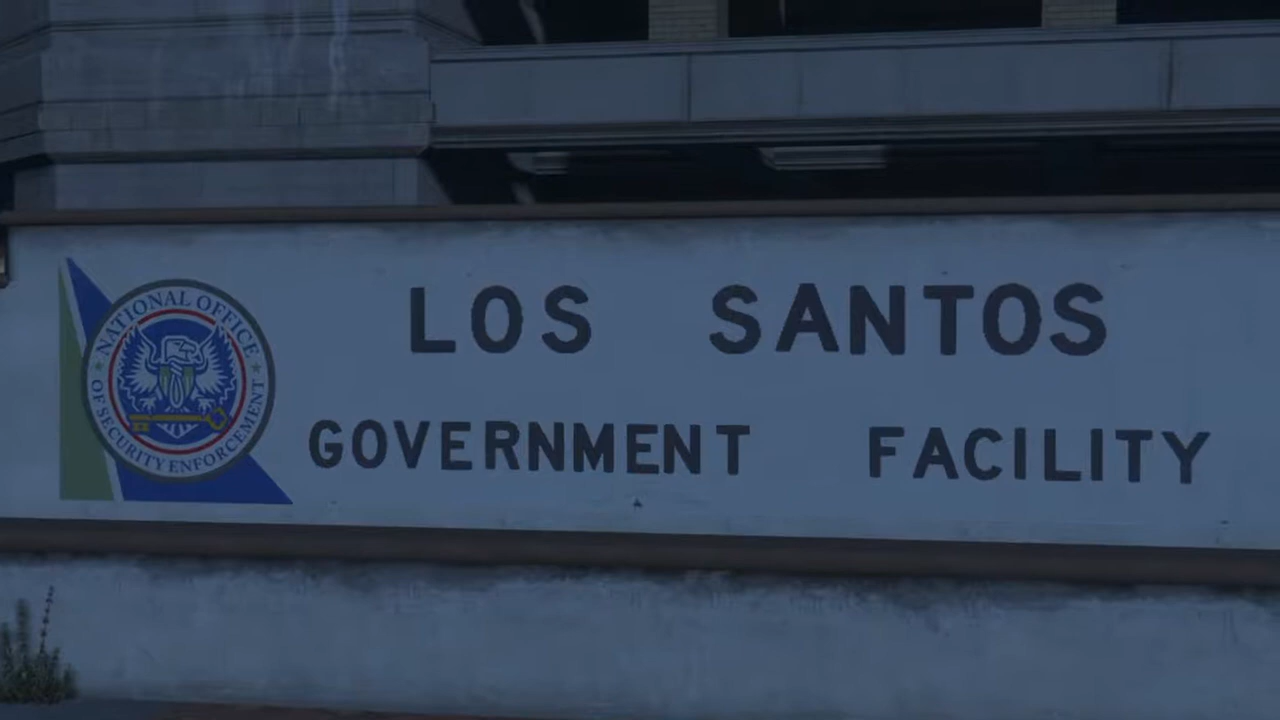 NATIONAL OFFICE
OF SECURITY ENFORCEMENT
LOS SANTOS
GOVERNMENT FACILITY